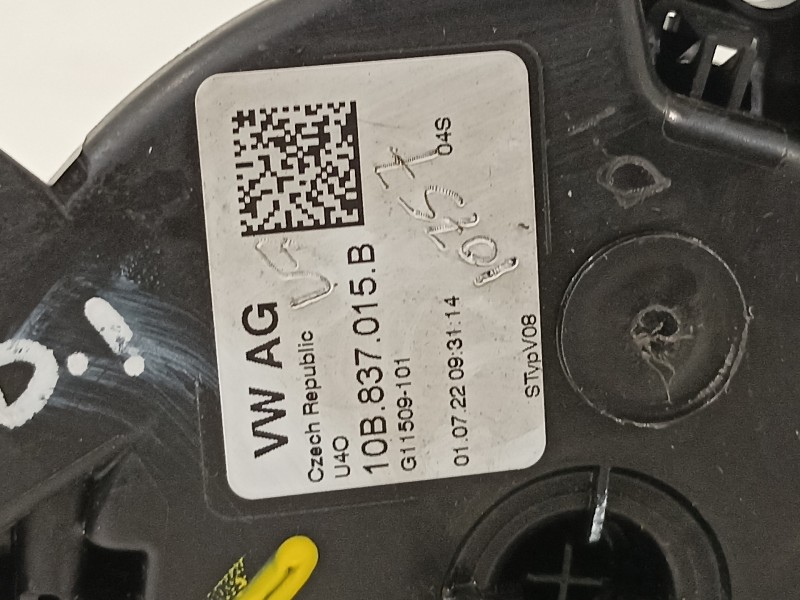 VW AG
Czech Republic
U4O
10B.837.015.B
G11509-101
01.07.22 09:31:14
04S
STypV08